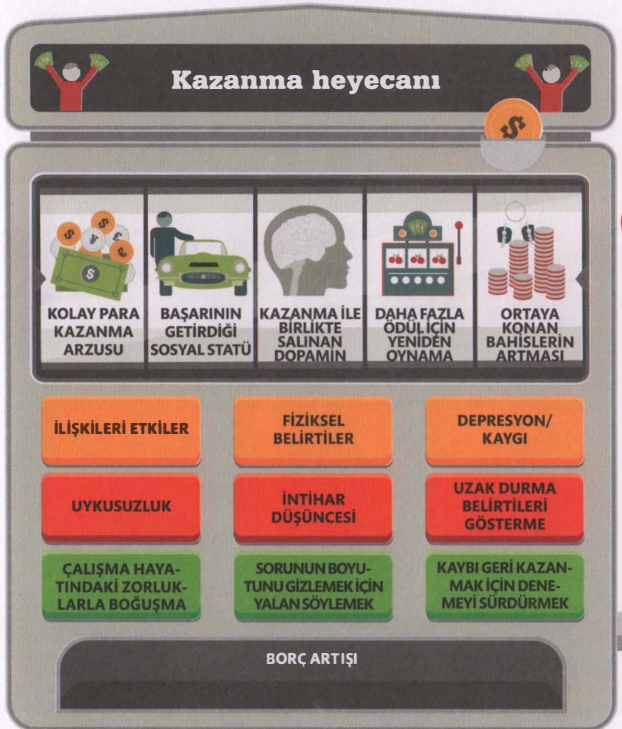 Kazanma heyecanı
KOLAY PARA
KAZANMA
ARZUSU
BAŞARININ
GETİRDİĞİ
SOSYAL STATÜ
KAZANMA İLE
BİRLİKTE
SALINAN
DOPAMİN
DAHA FAZLA
ÖDÜL İÇİN
YENİDEN
OYNAMA
ORTAYA
KONAN
BAHİSLERİN
ARTMASI
İLİŞKİLERİ ETKİLER
FİZİKSEL
BELİRTİLER
DEPRESYON/
KAYGI
UYKUSUZLUK
İNTİHAR
DÜŞÜNCESİ
UZAK DURMA
BELİRTİLERİ
GÖSTERME
ÇALIŞMA HAYA-
TINDAKİ ZORLUK-
LARLA BOĞUŞMA
SORUNUN BOYU-
TUNU GİZLEMEK İÇİN
YALAN SÖYLEMEK
KAYBI GERİ KAZAN-
MAK İÇİN DENE-
MEYİ SÜRDÜRMEK
BORÇ ARTIŞI